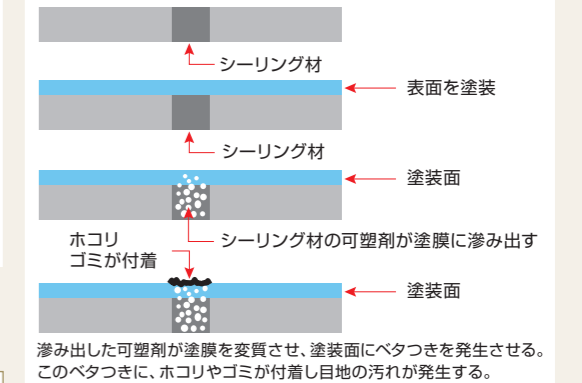 シーリング材
表面を塗装
シーリング材
塗装面
シーリング材の可塑剤が塗膜に滲み出す
ホコリ
ゴミが付着
塗装面
滲み出した可塑剤が塗膜を変質させ、塗装面にベタつきを発生させる。
このベタつきに、ホコリやゴミが付着し目地の汚れが発生する。